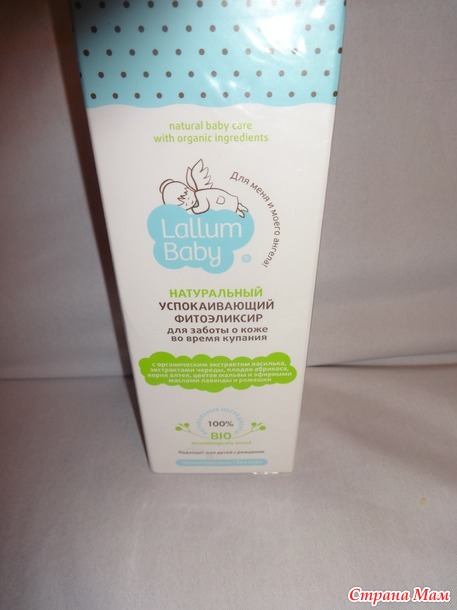 natural baby care
with organic ingredients
Для меня и моего ангела!
Lallum
Baby
НАТУРАЛЬНЫЙ
УСПОКАИВАЮЩИЙ
ФИТОЭЛИКСИР
для заботы о коже
во время купания
с органическим экстрактом василька,
экстрактами череды, плодов абрикоса,
корня алтея, цветов мальвы и эфирными
маслами лаванды и ромашки
100%
BIO
dermatologically tested
Подходит для детей с рождения
Страна Мам